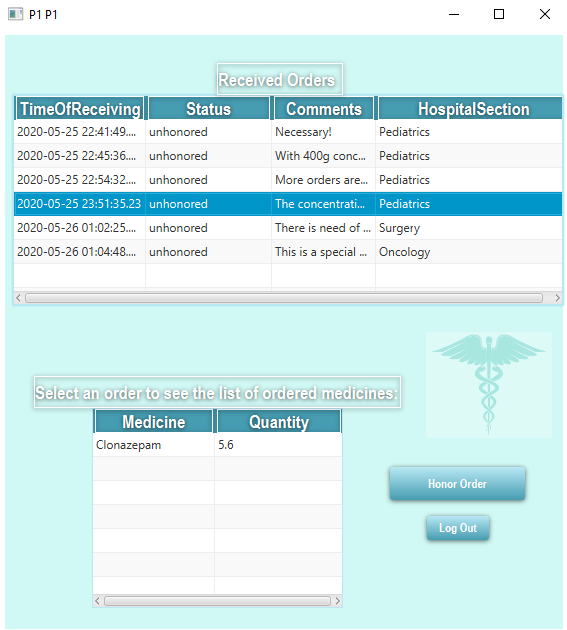 P1 P1
Received Orders
TimeOfReceiving Status Comments HospitalSection
2020-05-25 22:41:49.... unhonored Necessary! Pediatrics
2020-05-25 22:45:36.... unhonored With 400g conc... Pediatrics
2020-05-25 22:54:32.... unhonored More orders are... Pediatrics
2020-05-25 23:51:35.23 unhonored The concentrati... Pediatrics
2020-05-26 01:02:25.... unhonored There is need of ... Surgery
2020-05-26 01:04:48.... unhonored This is a special ... Oncology
Select an order to see the list of ordered medicines:
Medicine Quantity
Clonazepam 5.6
Honor Order
Log Out